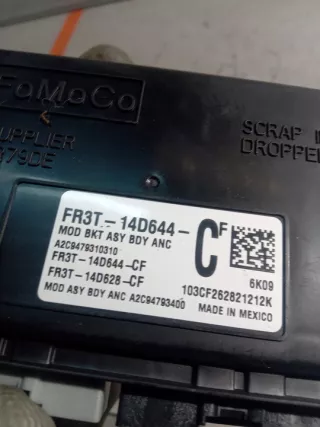 FoMoCo
SUPPLIER
SCRAP
DROPPED
FR3T-14D644-
CF
MOD BKT ASY BDY ANC
A2C9479310310
FR3T-14D644-CF
FR3T-14D628-CF
MOD ASY BDY ANC A2C94793400
6K09
103CF262821212K
MADE IN MEXICO